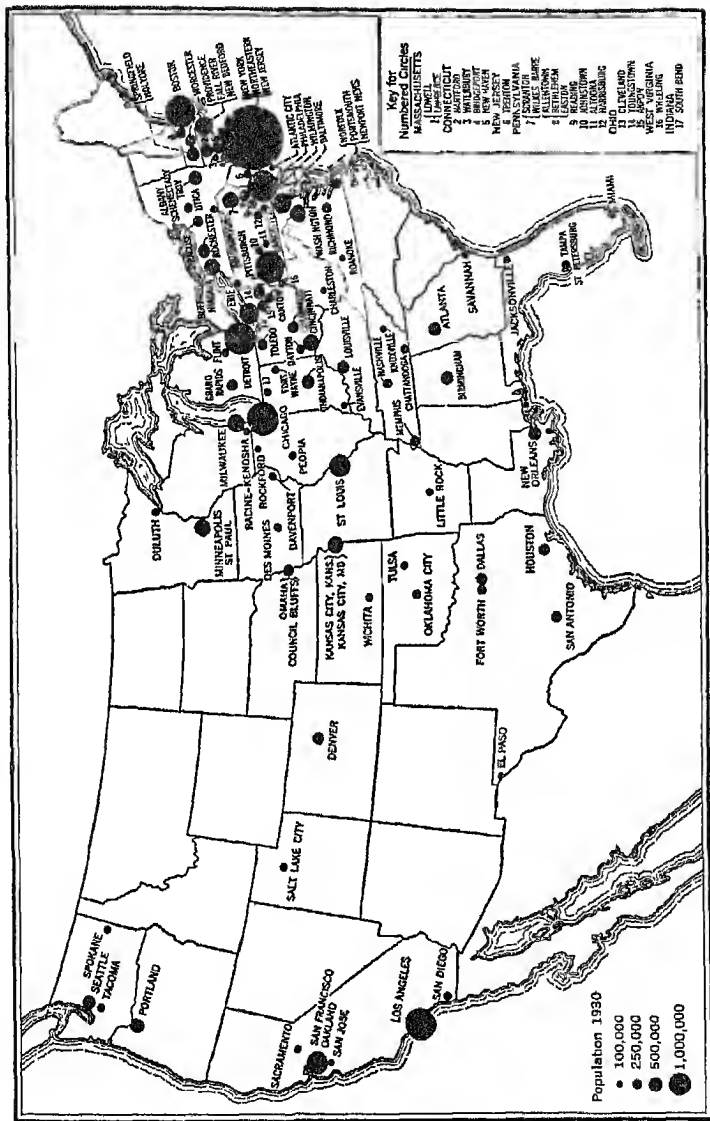 SPOKANE
SEATTLE
TACOMA
PORTLAND
SACRAMENTO
SAN FRANCISCO
OAKLAND
SAN JOSE
LOS ANGELES
SAN DIEGO
SALT LAKE CITY
DENVER
EL PASO
DULUTH
MINNEAPOLIS
ST PAUL
DES MOINES
DAVENPORT
OMAHA
COUNCIL BLUFFS
KANSAS CITY, KANS.
KANSAS CITY, MO
WICHITA
TULSA
OKLAHOMA CITY
FORT WORTH
DALLAS
HOUSTON
SAN ANTONIO
MILWAUKEE
RACINE-KENOSHA
ROCKFORD
CHICAGO
PEORIA
ST LOUIS
LITTLE ROCK
NEW
ORLEANS
GRAND
RAPIDS
FLINT
DETROIT
TOLEDO
FORT
WAYNE
DAYTON
INDIANAPOLIS
CINCINNATI
EVANSVILLE
LOUISVILLE
MEMPHIS
NASHVILLE
KNOXVILLE
CHATTANOOGA
BIRMINGHAM
ATLANTA
SAVANNAH
JACKSONVILLE
TAMPA
ST PETERSBURG
MIAMI
ERIE
PITTSBURGH
CANTON
CHARLESTON
ROANOKE
RICHMOND
WASHINGTON
ROCHESTER
UTICA
ALBANY
SCHENECTADY
TROY
SPRINGFIELD
HOLYOKE
BOSTON
WORCESTER
PROVIDENCE
FALL RIVER
NEW BEDFORD
NEW YORK
NORTHEASTERN
NEW JERSEY
ATLANTIC CITY
PHILADELPHIA
WILMINGTON
BALTIMORE
NORFOLK
PORTSMOUTH
NEWPORT NEWS
7
10
11
14
15
16
17
Population 1930
100,000
250,000
500,000
1,000,000
Key for
Numbered Circles
MASSACHUSETTS
1 LOWELL
LAWRENCE
CONNECTICUT
2 HARTFORD
3 WATERBURY
4 BRIDGEPORT
5 NEW HAVEN
NEW JERSEY
6 TRENTON
PENNSYLVANIA
7 SCRANTON
WILKES BARRE
8 ALLENTOWN
BETHLEHEM
EASTON
9 READING
10 JOHNSTOWN
11 ALTOONA
12 HARRISBURG
OHIO
13 CLEVELAND
14 YOUNGSTOWN
15 AKRON
WEST VIRGINIA
16 WHEELING
INDIANA
17 SOUTH BEND